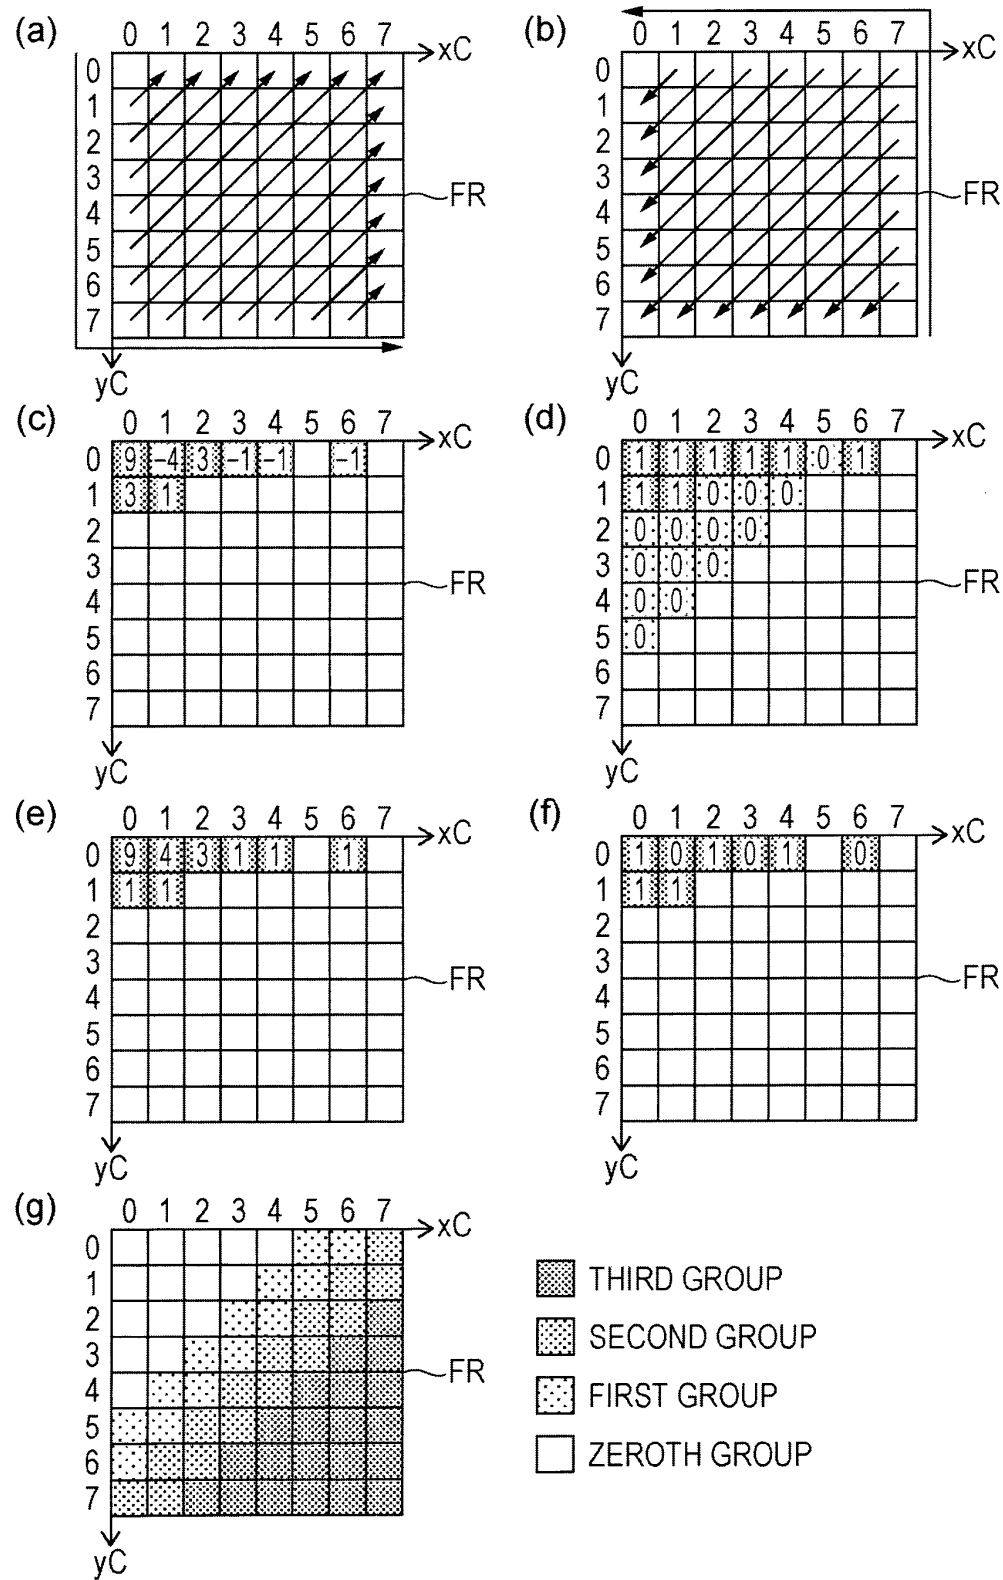 (a)
0 1 2 3 4 5 6 7
xC
0
1
2
3
4
5
6
7
FR
yC
(b)
0 1 2 3 4 5 6 7
xC
0
1
2
3
4
5
6
7
FR
yC
(c)
0 1 2 3 4 5 6 7
xC
0 9 −4 3 −1 −1 −1
1 3 1
2
3
4
5
6
7
FR
yC
(d)
0 1 2 3 4 5 6 7
xC
0 1 1 1 1 1 0 1
1 1 1 0 0 0
2 0 0 0 0
3 0 0 0
4 0 0
5 0
6
7
FR
yC
(e)
0 1 2 3 4 5 6 7
xC
0 9 4 3 1 1 1
1 1 1
2
3
4
5
6
7
FR
yC
(f)
0 1 2 3 4 5 6 7
xC
0 1 0 1 0 1 0
1 1 1
2
3
4
5
6
7
FR
yC
(g)
0 1 2 3 4 5 6 7
xC
0
1
2
3
4
5
6
7
FR
yC
THIRD GROUP
SECOND GROUP
FIRST GROUP
ZEROTH GROUP